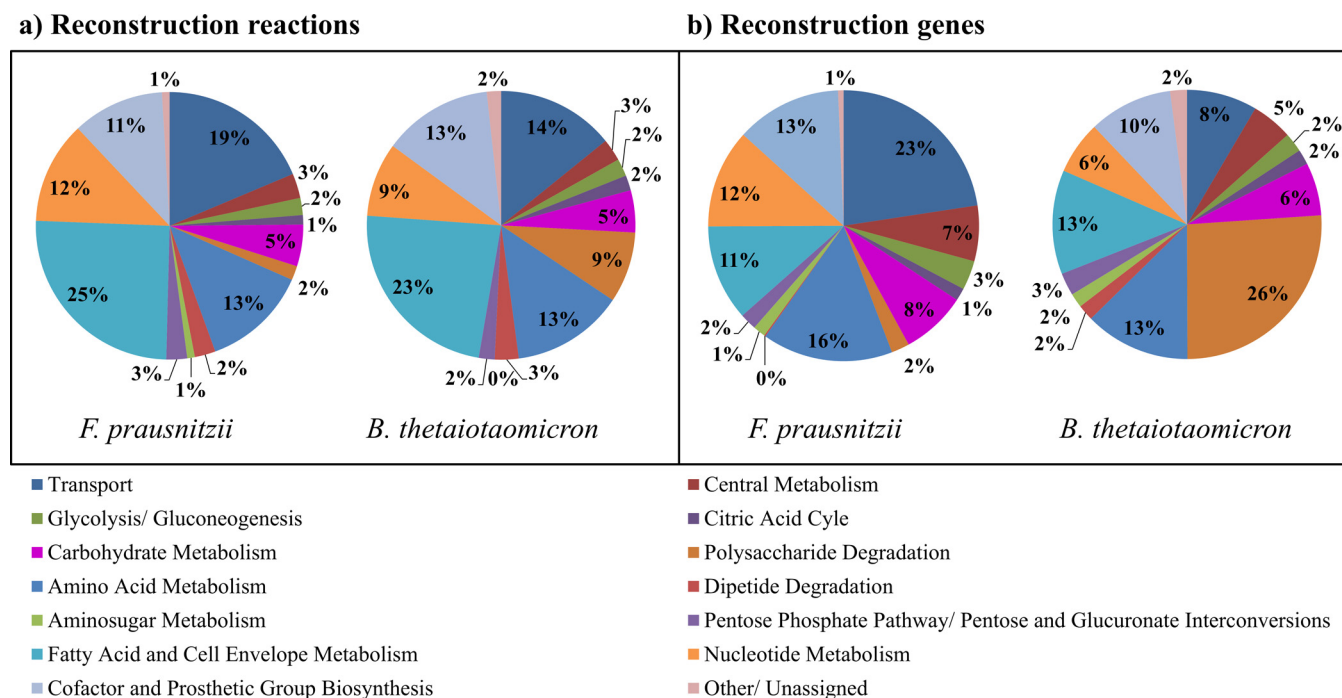 a) Reconstruction reactions
b) Reconstruction genes
1%
19%
3%
2%
1%
5%
2%
13%
2%
1%
3%
25%
12%
11%
F. prausnitzii
2%
14%
3%
2%
2%
5%
9%
13%
3%
0%
2%
23%
9%
13%
B. thetaiotaomicron
1%
23%
7%
3%
1%
8%
2%
16%
0%
1%
2%
11%
12%
13%
F. prausnitzii
2%
8%
5%
2%
2%
6%
26%
13%
2%
2%
3%
13%
6%
10%
B. thetaiotaomicron
Transport
Central Metabolism
Glycolysis/ Gluconeogenesis
Citric Acid Cyle
Carbohydrate Metabolism
Polysaccharide Degradation
Amino Acid Metabolism
Dipetide Degradation
Aminosugar Metabolism
Pentose Phosphate Pathway/ Pentose and Glucuronate Interconversions
Fatty Acid and Cell Envelope Metabolism
Nucleotide Metabolism
Cofactor and Prosthetic Group Biosynthesis
Other/ Unassigned